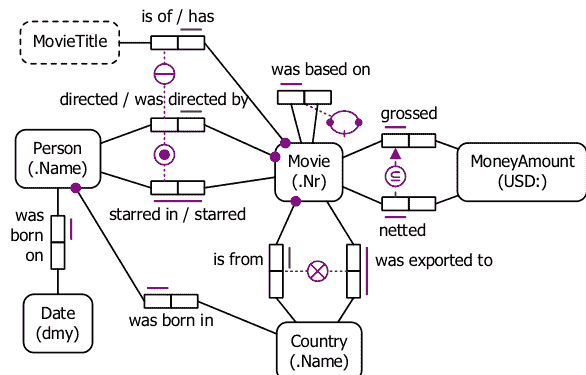 is of / has
MovieTitle
was based on
directed / was directed by
grossed
Person
(.Name)
Movie
(.Nr)
MoneyAmount
(USD:)
starred in / starred
netted
was
born
on
is from
was exported to
Date
(dmy)
was born in
Country
(.Name)